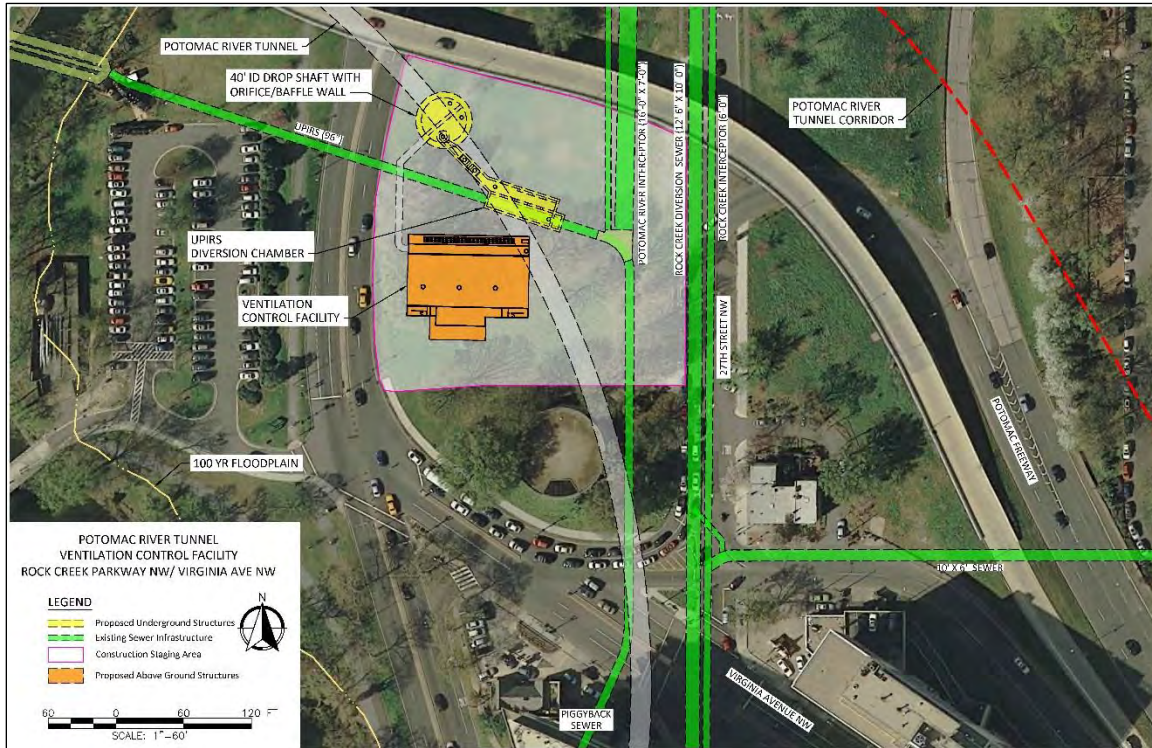 POTOMAC RIVER TUNNEL
40' ID DROP SHAFT WITH
ORIFICE/BAFFLE WALL
UPIRS (96")
UPIRS
DIVERSION CHAMBER
VENTILATION
CONTROL FACILITY
POTOMAC RIVER INTERCEPTOR (16'-0" X 7'-0")
ROCK CREEK DIVERSION SEWER (12' 6" X 10' 0")
ROCK CREEK INTERCEPTOR (6'-0")
POTOMAC RIVER
TUNNEL CORRIDOR
27TH STREET NW
POTOMAC FREEWAY
100 YR FLOODPLAIN
10' X 6' SEWER
VIRGINIA AVENUE NW
PIGGYBACK
SEWER
POTOMAC RIVER TUNNEL
VENTILATION CONTROL FACILITY
ROCK CREEK PARKWAY NW/ VIRGINIA AVE NW
LEGEND
N
Proposed Underground Structures
Existing Sewer Infrastructure
Construction Staging Area
Proposed Above Ground Structures
60 0 60 120 F
SCALE: 1"-60'